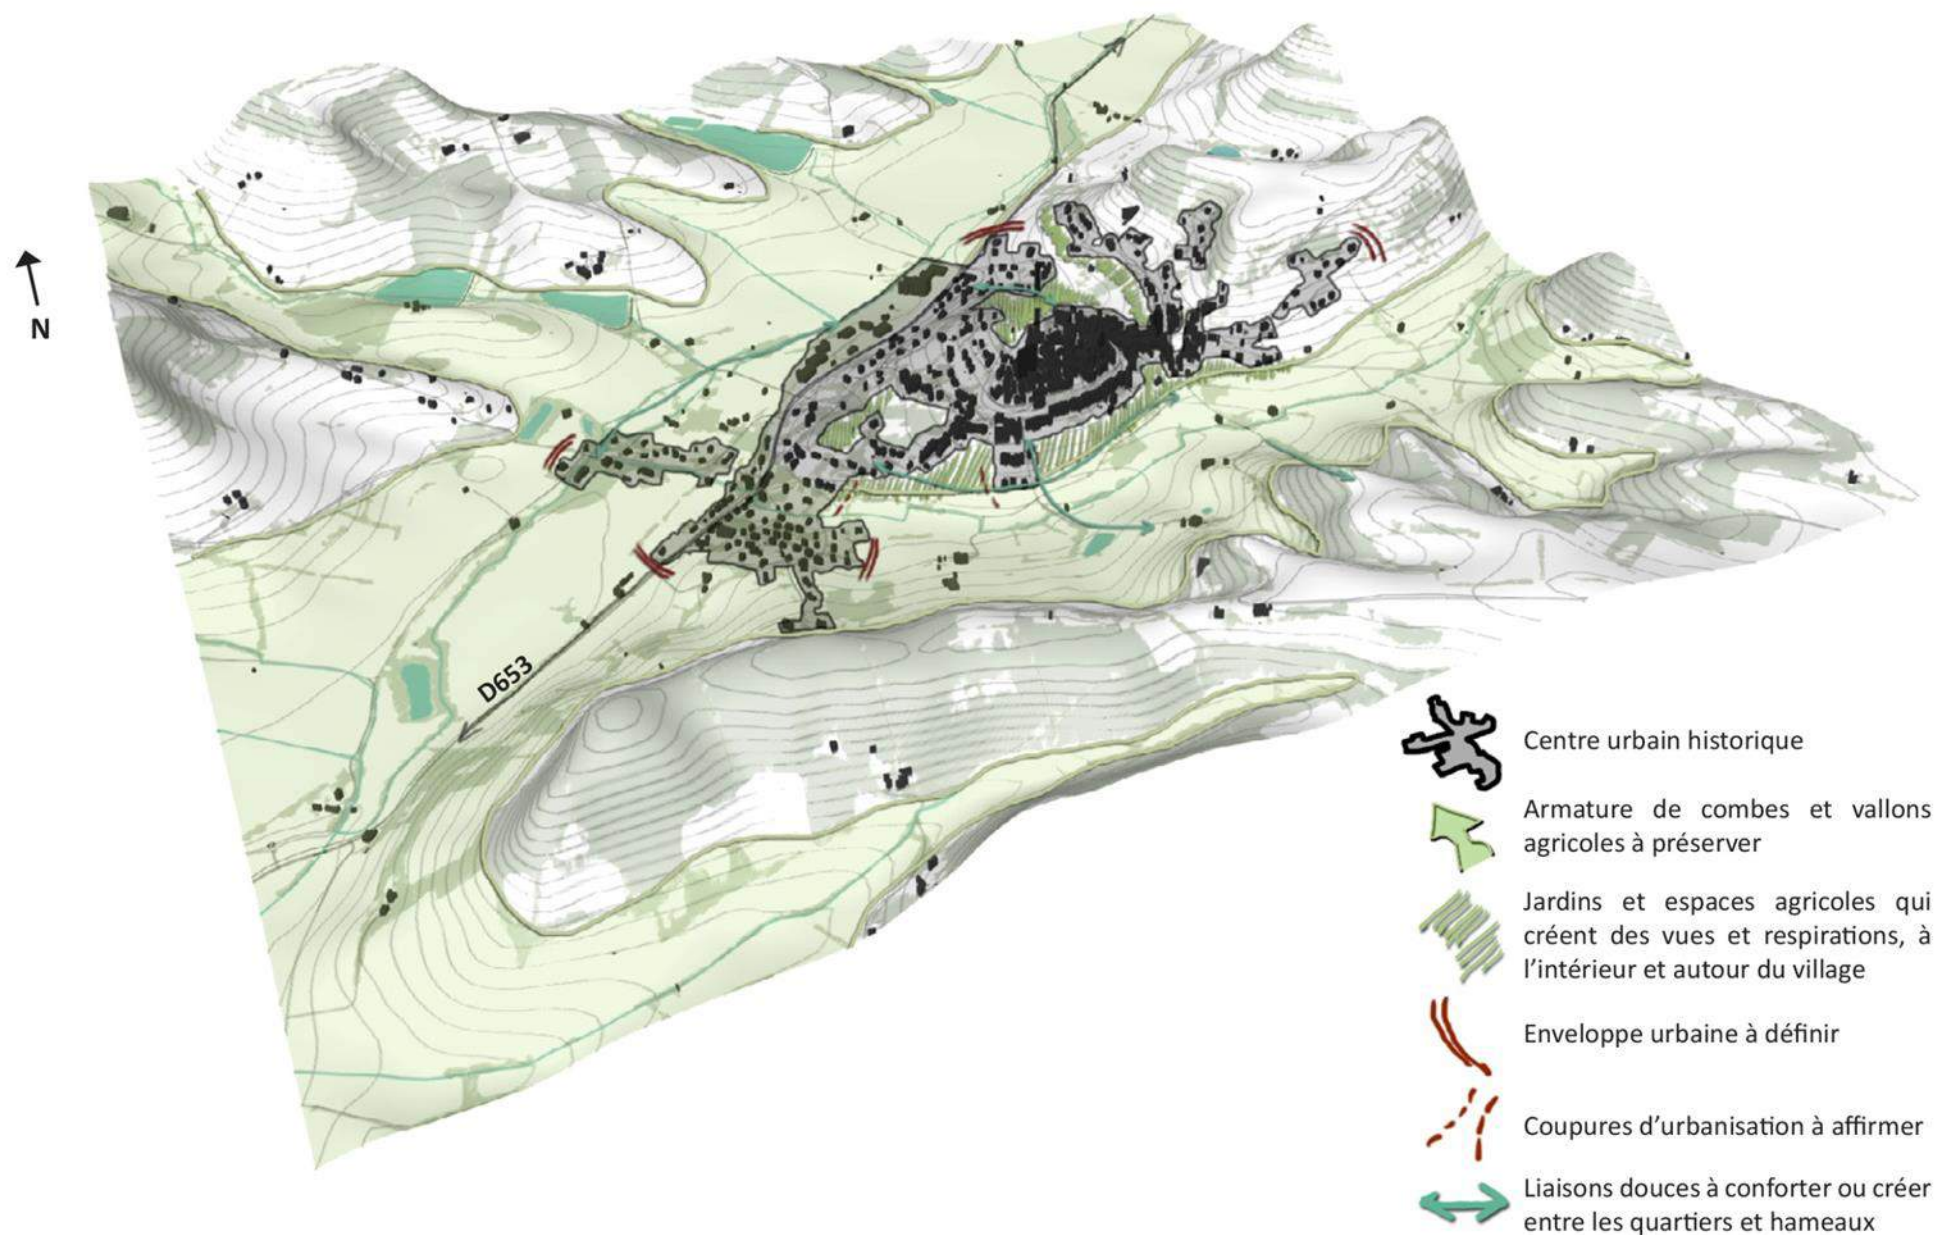 N
D653
Centre urbain historique
Armature de combes et vallons
agricoles à préserver
Jardins et espaces agricoles qui
créent des vues et respirations, à
l'intérieur et autour du village
Enveloppe urbaine à définir
Coupures d'urbanisation à affirmer
Liaisons douces à conforter ou créer
entre les quartiers et hameaux